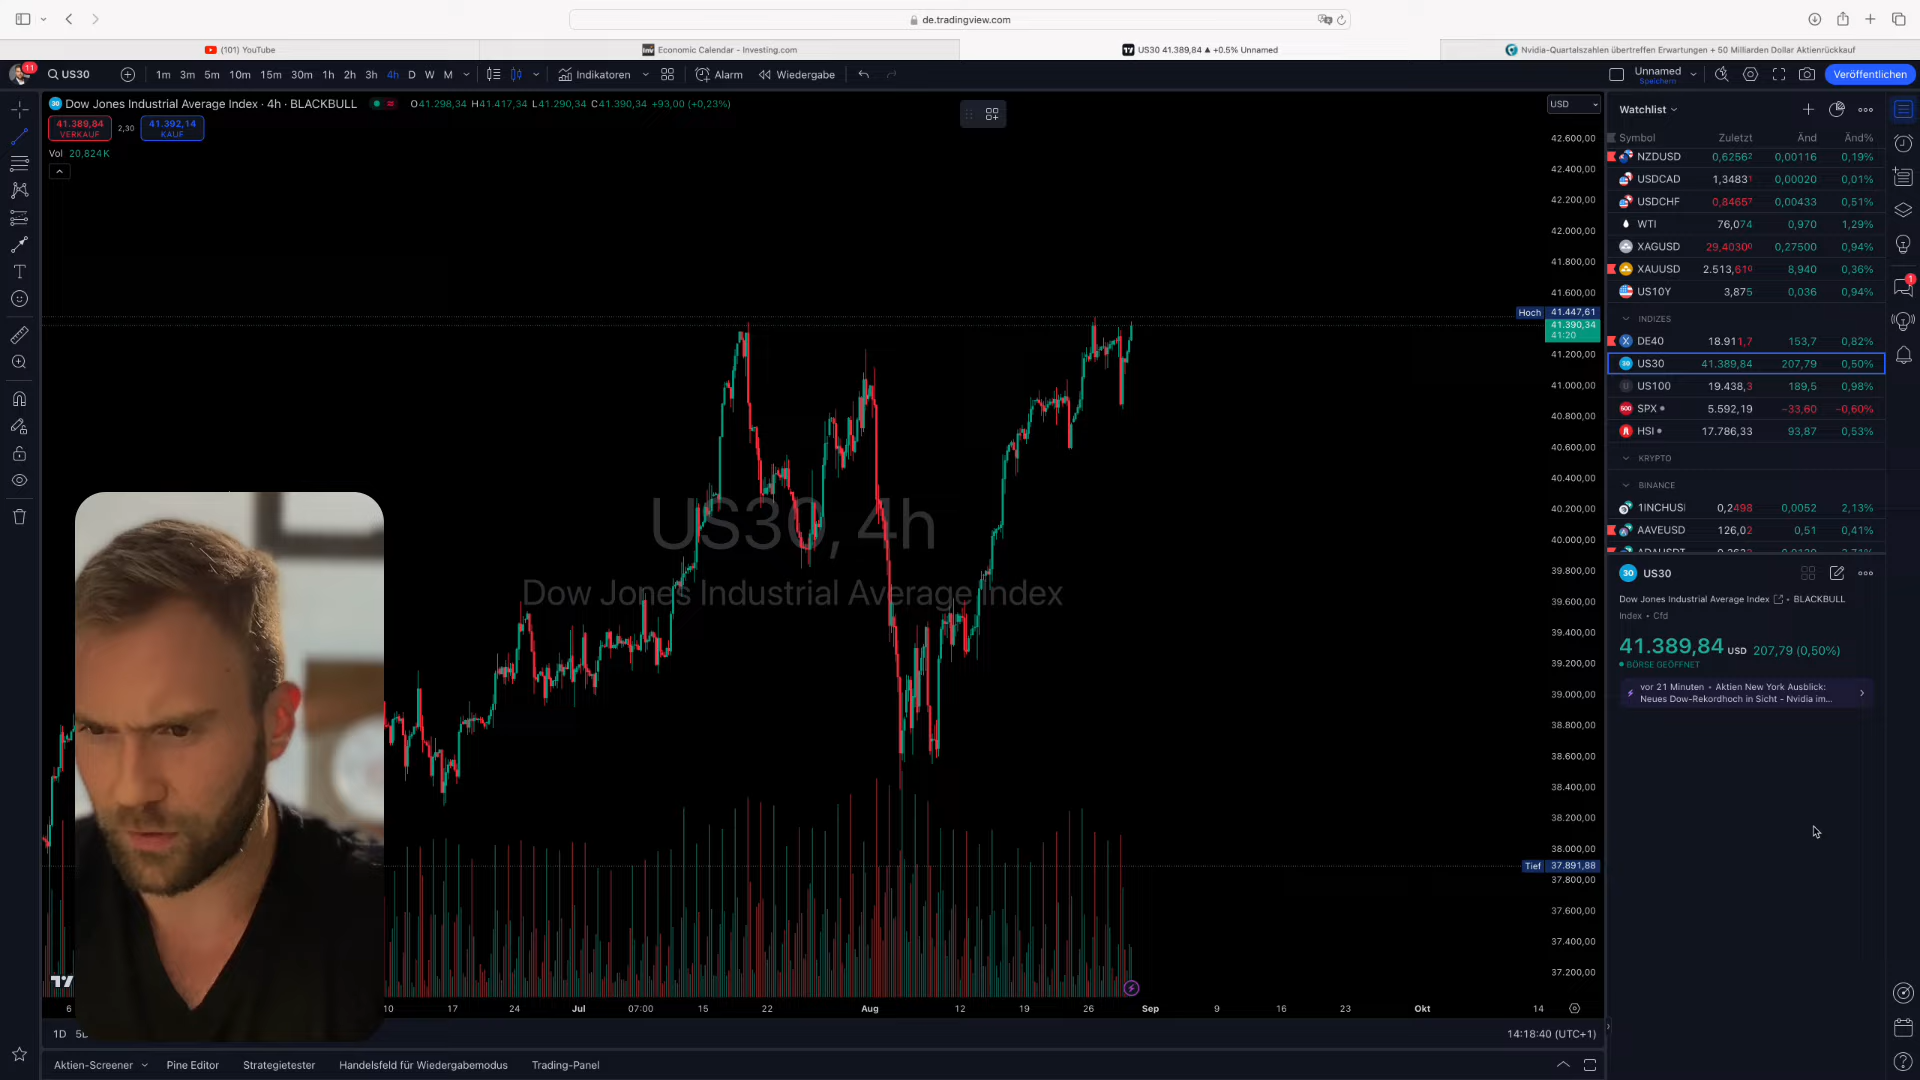 de.tradingview.com
(101) YouTube
Economic Calendar - Investing.com
US30 41.389,84 ▲ +0.5% Unnamed
Nvidia-Quartalszahlen übertreffen Erwartungen + 50 Milliarden Dollar Aktienrückkauf
11
US30
1m 3m 5m 10m 15m 30m 1h 2h 3h 4h D W M
Indikatoren
Alarm
Wiedergabe
Unnamed
Speichern
Veröffentlichen
Dow Jones Industrial Average Index · 4h · BLACKBULL
O41.298,34 H41.417,34 L41.290,34 C41.390,34 +93,00 (+0,23%)
41.389,84
VERKAUF
2,30
41.392,14
KAUF
Vol 20,824K
USD
42.600,00
42.400,00
42.200,00
42.000,00
41.800,00
41.600,00
Hoch 41.447,61
41.390,34
41:20
41.200,00
41.000,00
40.800,00
40.600,00
40.400,00
40.200,00
40.000,00
39.800,00
39.600,00
39.400,00
39.200,00
39.000,00
38.800,00
38.600,00
38.400,00
38.200,00
38.000,00
Tief 37.891,88
37.800,00
37.600,00
37.400,00
37.200,00
US30, 4h
Dow Jones Industrial Average Index
6 10 17 24 Jul 07:00 15 22 Aug 12 19 26 Sep 9 16 23 Okt 14
1D
14:18:40 (UTC+1)
Aktien-Screener
Pine Editor
Strategietester
Handelsfeld für Wiedergabemodus
Trading-Panel
Watchlist
Symbol Zuletzt Änd Änd%
NZDUSD 0,62562 0,00116 0,19%
USDCAD 1,34831 0,00020 0,01%
USDCHF 0,84657 0,00433 0,51%
WTI 76,074 0,970 1,29%
XAGUSD 29,40300 0,27500 0,94%
XAUUSD 2.513,610 8,940 0,36%
US10Y 3,875 0,036 0,94%
INDIZES
DE40 18.911,7 153,7 0,82%
US30 41.389,84 207,79 0,50%
US100 19.438,3 189,5 0,98%
SPX 5.592,19 −33,60 −0,60%
HSI 17.786,33 93,87 0,53%
KRYPTO
BINANCE
1INCHUS 0,2498 0,0052 2,13%
AAVEUSD 126,02 0,51 0,41%
30 US30
Dow Jones Industrial Average Index • BLACKBULL
Index • Cfd
41.389,84 USD 207,79 (0,50%)
BÖRSE GEÖFFNET
vor 21 Minuten • Aktien New York Ausblick:
Neues Dow-Rekordhoch in Sicht - Nvidia im...
1